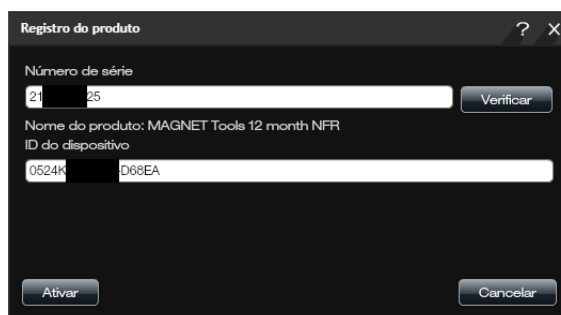 Registro do produto
Número de série
21 25
Verificar
Nome do produto: MAGNET Tools 12 month NFR
ID do dispositivo
0524K -D68EA
Ativar
Cancelar